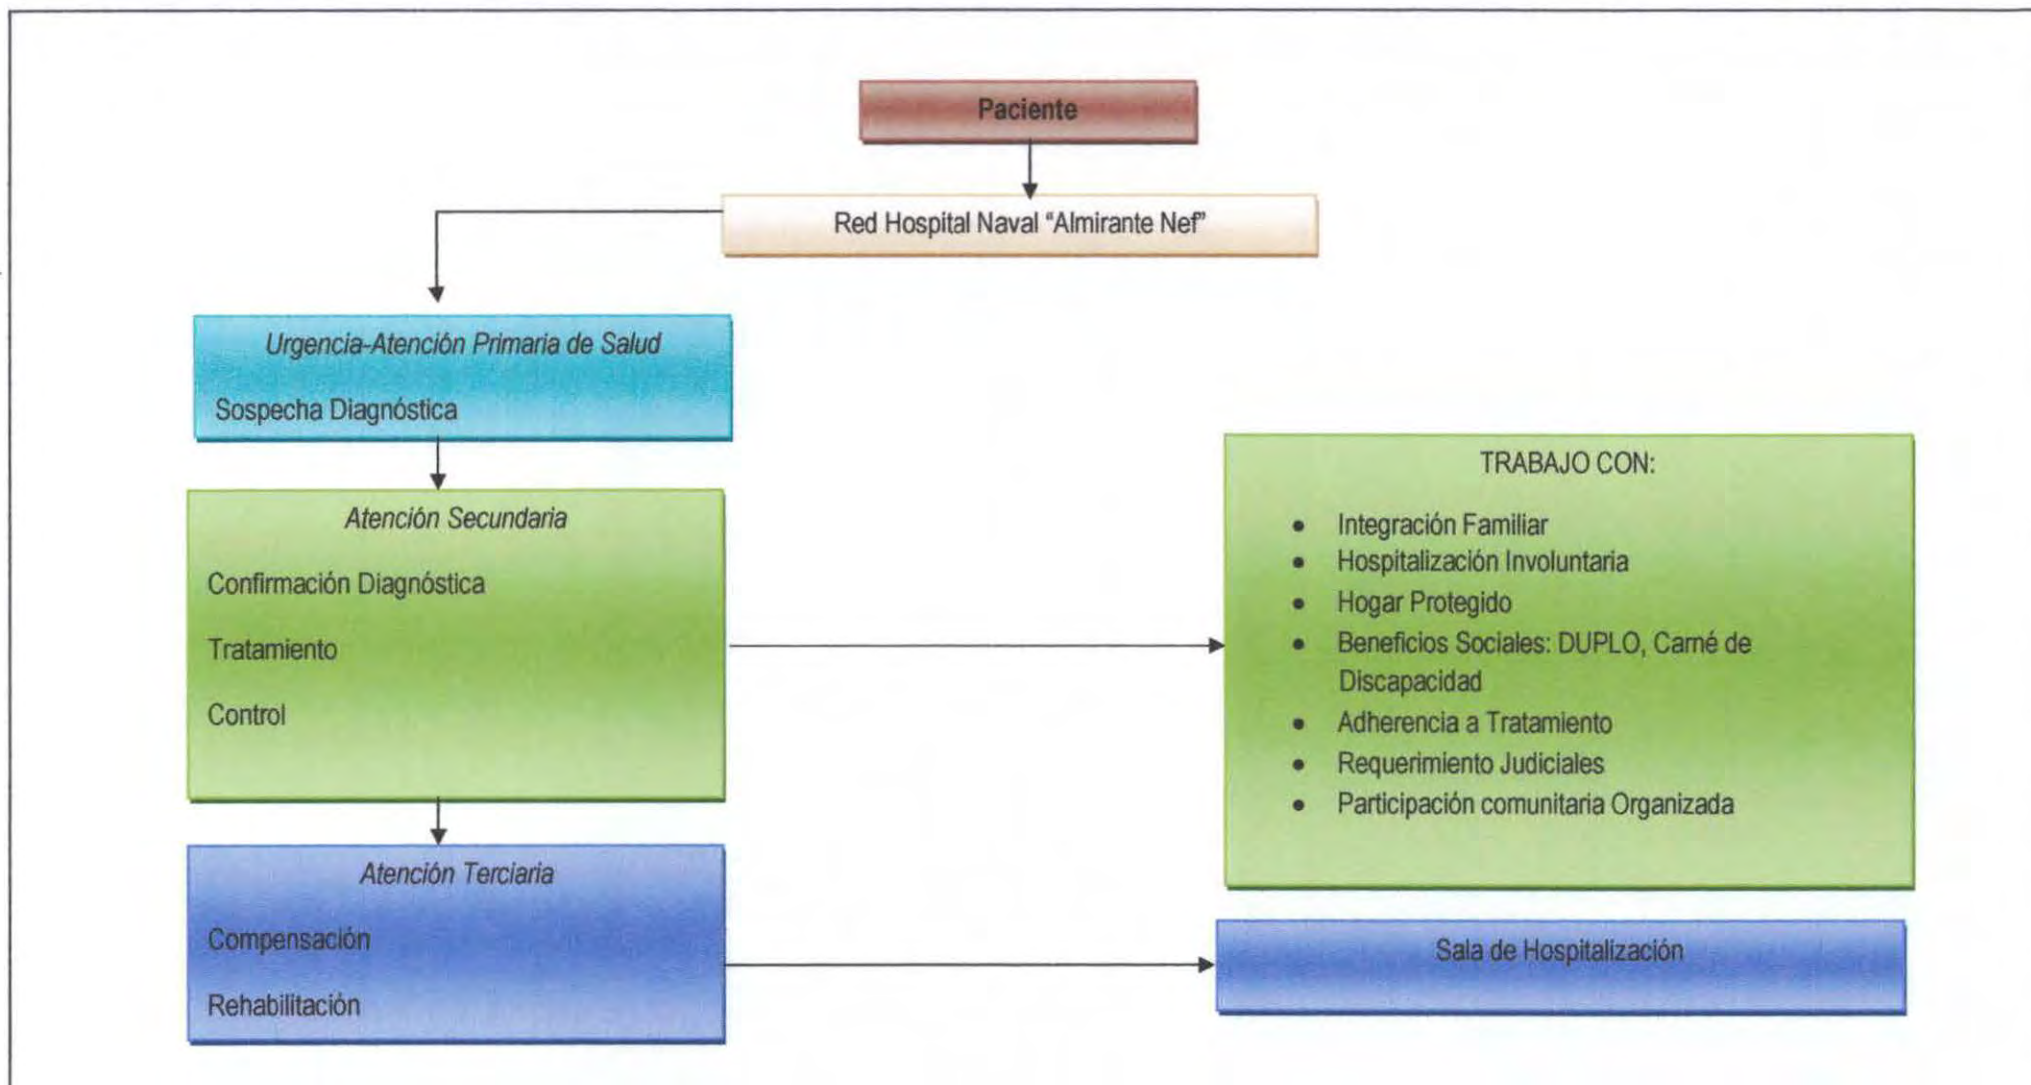 Paciente
Red Hospital Naval “Almirante Nef”
Urgencia-Atención Primaria de Salud
Sospecha Diagnóstica
Atención Secundaria
Confirmación Diagnóstica
Tratamiento
Control
Atención Terciaria
Compensación
Rehabilitación
TRABAJO CON:
• Integración Familiar
• Hospitalización Involuntaria
• Hogar Protegido
• Beneficios Sociales: DUPLO, Carné de
Discapacidad
• Adherencia a Tratamiento
• Requerimiento Judiciales
• Participación comunitaria Organizada
Sala de Hospitalización